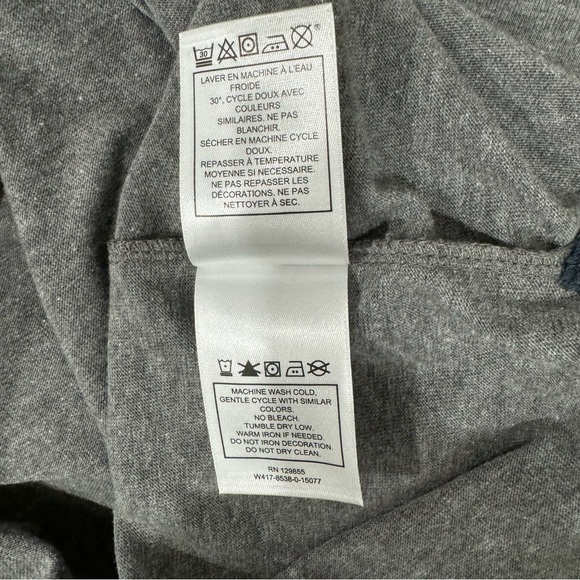 30
®
LAVER EN MACHINE À L'EAU
FROIDE
30°, CYCLE DOUX AVEC
COULEURS
SIMILAIRES. NE PAS
BLANCHIR.
SÉCHER EN MACHINE CYCLE
DOUX.
REPASSER À TEMPÉRATURE
MOYENNE SI NECESSAIRE.
NE PAS REPASSER LES
DÉCORATIONS. NE PAS
NETTOYER À SEC.
MACHINE WASH COLD,
GENTLE CYCLE WITH SIMILAR
COLORS.
NO BLEACH.
TUMBLE DRY LOW.
WARM IRON IF NEEDED.
DO NOT IRON DECORATION.
DO NOT DRY CLEAN.
RN 129855
W417-8538-0-15077